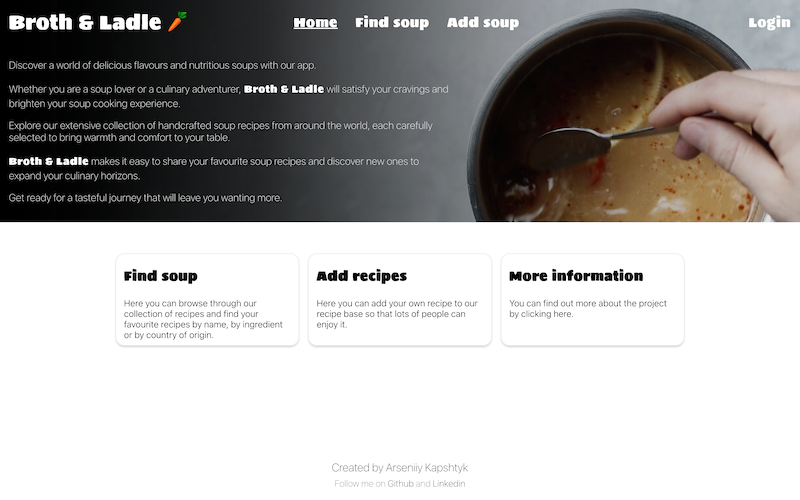 Broth & Ladle 🥕
Home Find soup Add soup
Login
Discover a world of delicious flavours and nutritious soups with our app.
Whether you are a soup lover or a culinary adventurer, Broth & Ladle will satisfy your cravings and
brighten your soup cooking experience.
Explore our extensive collection of handcrafted soup recipes from around the world, each carefully
selected to bring warmth and comfort to your table.
Broth & Ladle makes it easy to share your favourite soup recipes and discover new ones to
expand your culinary horizons.
Get ready for a tasteful journey that will leave you wanting more.
Find soup
Here you can browse through our
collection of recipes and find your
favourite recipes by name, by ingredient
or by country of origin.
Add recipes
Here you can add your own recipe to our
recipe base so that lots of people can
enjoy it.
More information
You can find out more about the project
by clicking here.
Created by Arseniiy Kapshtyk
Follow me on Github and Linkedin